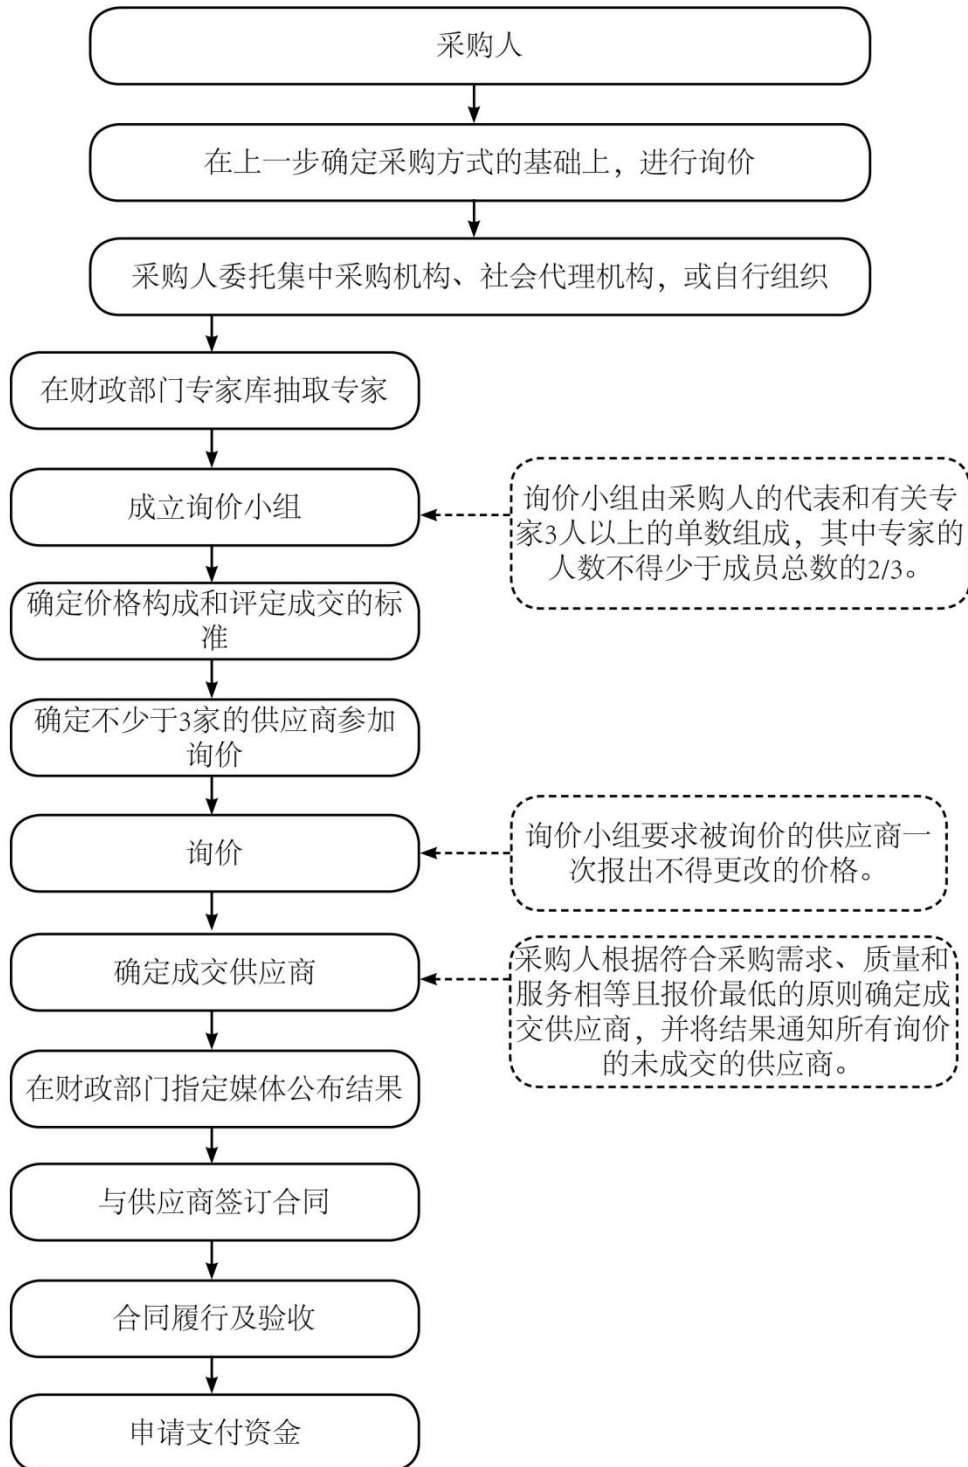 采购人
在上一步确定采购方式的基础上，进行询价
采购人委托集中采购机构、社会代理机构，或自行组织
在财政部门专家库抽取专家
成立询价小组
询价小组由采购人的代表和有关专
家3人以上的单数组成，其中专家的
人数不得少于成员总数的2/3。
确定价格构成和评定成交的标
准
确定不少于3家的供应商参加
询价
询价
询价小组要求被询价的供应商一
次报出不得更改的价格。
确定成交供应商
采购人根据符合采购需求、质量和
服务相等且报价最低的原则确定成
交供应商，并将结果通知所有询价
的未成交的供应商。
在财政部门指定媒体公布结果
与供应商签订合同
合同履行及验收
申请支付资金